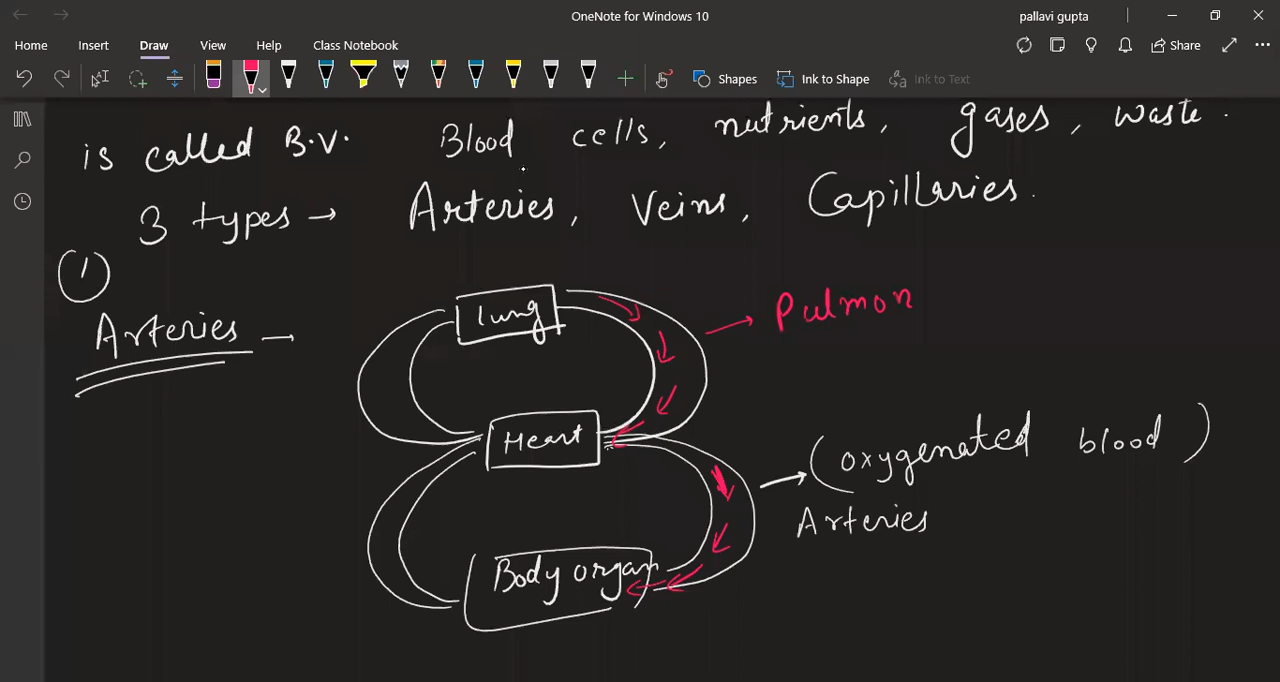 OneNote for Windows 10
pallavi gupta
Home Insert Draw View Help Class Notebook
Share
Shapes Ink to Shape Ink to Text
is called B.V. Blood cells, nutrients, gases, waste.
3 types → Arteries, Veins, Capillaries.
1
Arteries —
Lung
Pulmon
Heart
(oxygenated blood)
Arteries
Body organ